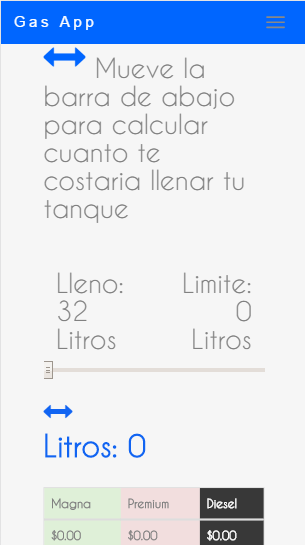 Gas App
Mueve la
barra de abajo
para calcular
cuanto te
costaria llenar tu
tanque
Lleno:
32
Litros
Limite:
0
Litros
Litros: 0
Magna Premium Diesel
$0.00 $0.00 $0.00